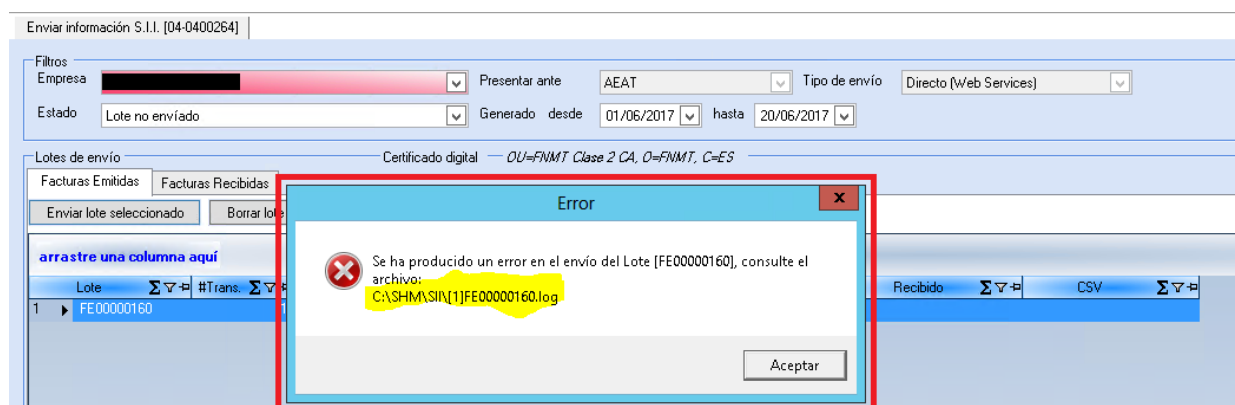 Enviar información S.I.I. [04-0400264]
Filtros
Empresa Presentar ante AEAT Tipo de envío Directo (Web Services)
Estado Lote no envíado Generado desde 01/06/2017 hasta 20/06/2017
Lotes de envío Certificado digital OU=FNMT Clase 2 CA, O=FNMT, C=ES
Facturas Emitidas Facturas Recibidas
Enviar lote seleccionado Borrar lote
Error
x
Se ha producido un error en el envío del Lote [FE00000160], consulte el
archivo:
C:\SHM\SII\[1]FE00000160.log
Aceptar
arrastre una columna aquí
Lote #Trans. Recibido CSV
1 FE00000160